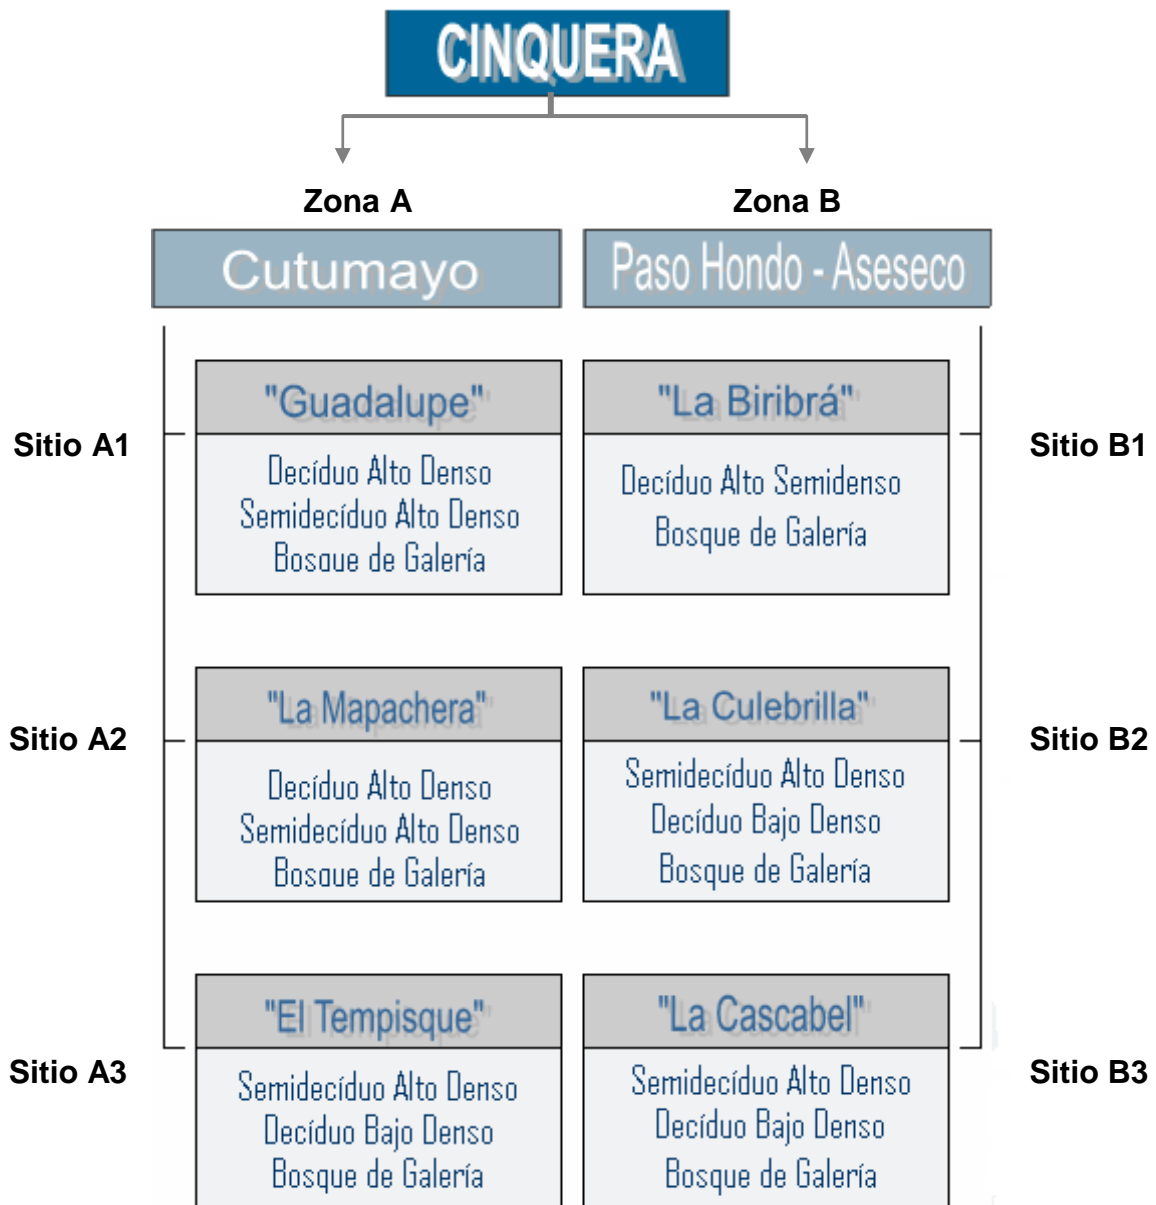 CINQUERA
Zona A
Zona B
Cutumayo
Paso Hondo - Aseseco
Sitio A1
"Guadalupe"
Decíduo Alto Denso
Semidecíduo Alto Denso
Bosque de Galería
"La Biribrá"
Decíduo Alto Semidenso
Bosque de Galería
Sitio B1
Sitio A2
"La Mapachera"
Decíduo Alto Denso
Semidecíduo Alto Denso
Bosque de Galería
"La Culebrilla"
Semidecíduo Alto Denso
Decíduo Bajo Denso
Bosque de Galería
Sitio B2
Sitio A3
"El Tempisque"
Semidecíduo Alto Denso
Decíduo Bajo Denso
Bosque de Galería
"La Cascabel"
Semidecíduo Alto Denso
Decíduo Bajo Denso
Bosque de Galería
Sitio B3